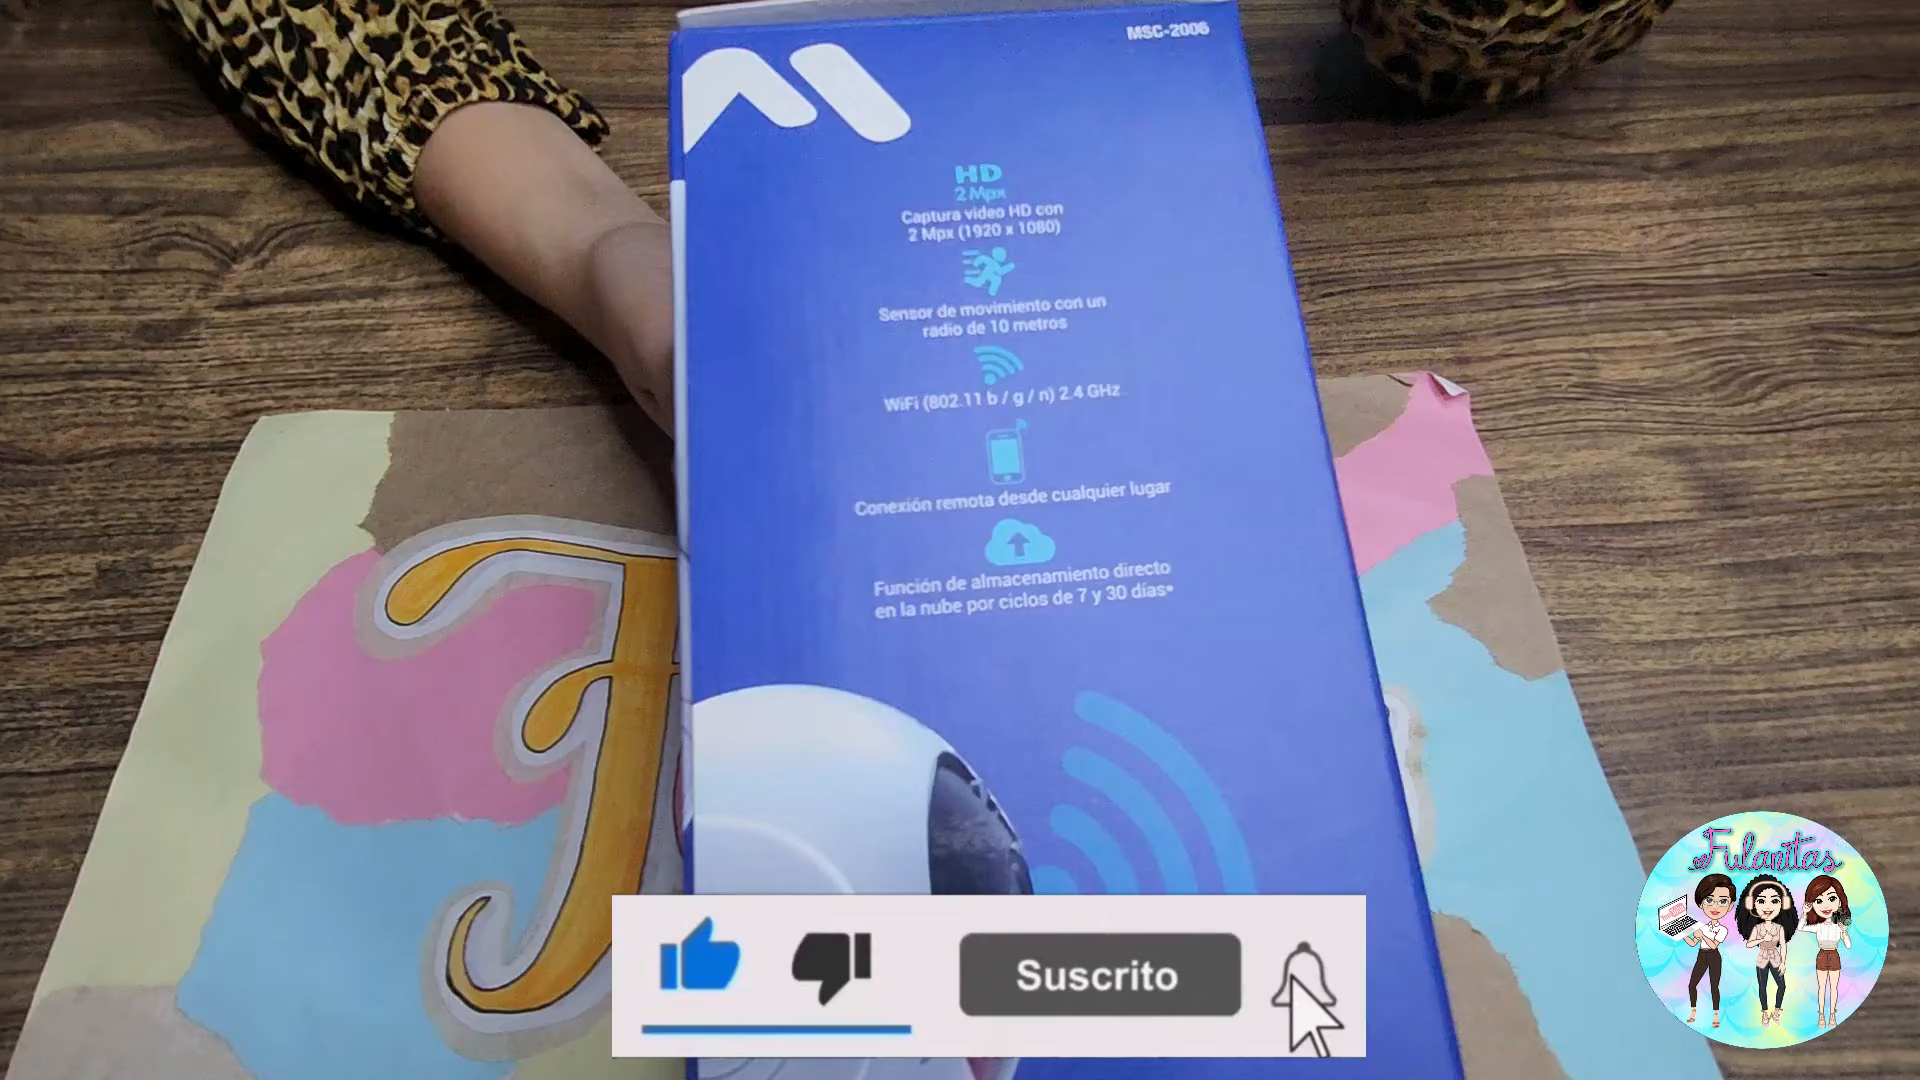 MSC-2006
HD
2 Mpx
Captura video HD con
2 Mpx (1920 x 1080)
Sensor de movimiento con un
radio de 10 metros
WiFi (802.11 b / g / n) 2.4 GHz
Conexión remota desde cualquier lugar
Función de almacenamiento directo
en la nube por ciclos de 7 y 30 días*
Suscrito
Fulanitas